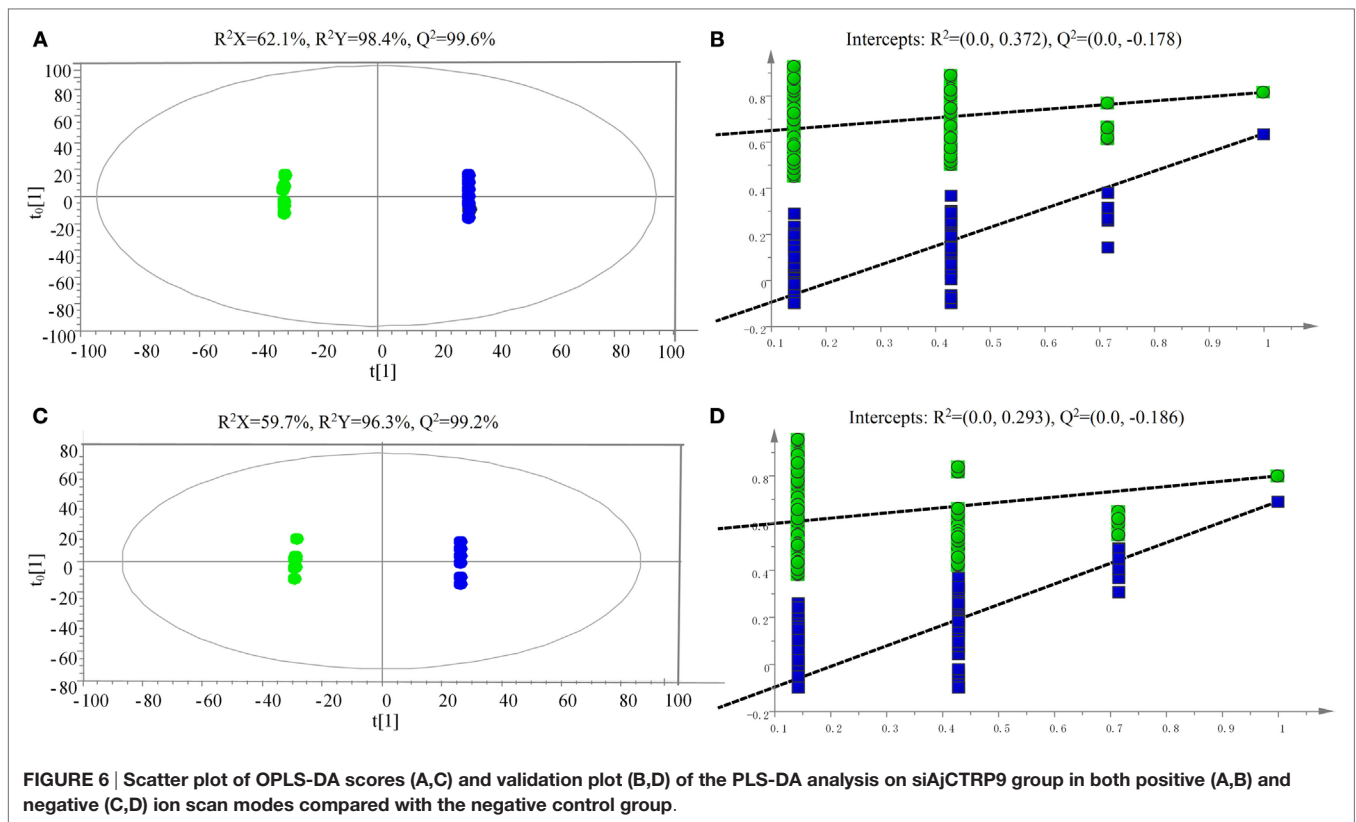 A
R²X=62.1%, R²Y=98.4%, Q²=99.6%
100
80
60
40
20
0
-20
-40
-60
-80
-100
t₀[1]
-100 -80 -60 -40 -20 0 20 40 60 80 100
t[1]
B
Intercepts: R²=(0.0, 0.372), Q²=(0.0, -0.178)
0.8
0.6
0.4
0.2
0
-0.2
0.1 0.2 0.3 0.4 0.5 0.6 0.7 0.8 0.9 1
C
R²X=59.7%, R²Y=96.3%, Q²=99.2%
80
60
40
20
0
-20
-40
-60
-80
t₀[1]
-100 -80 -60 -40 -20 0 20 40 60 80 100
t[1]
D
Intercepts: R²=(0.0, 0.293), Q²=(0.0, -0.186)
0.8
0.6
0.4
0.2
0
-0.2
0.1 0.2 0.3 0.4 0.5 0.6 0.7 0.8 0.9 1
FIGURE 6 | Scatter plot of OPLS-DA scores (A,C) and validation plot (B,D) of the PLS-DA analysis on siAjCTRP9 group in both positive (A,B) and
negative (C,D) ion scan modes compared with the negative control group.